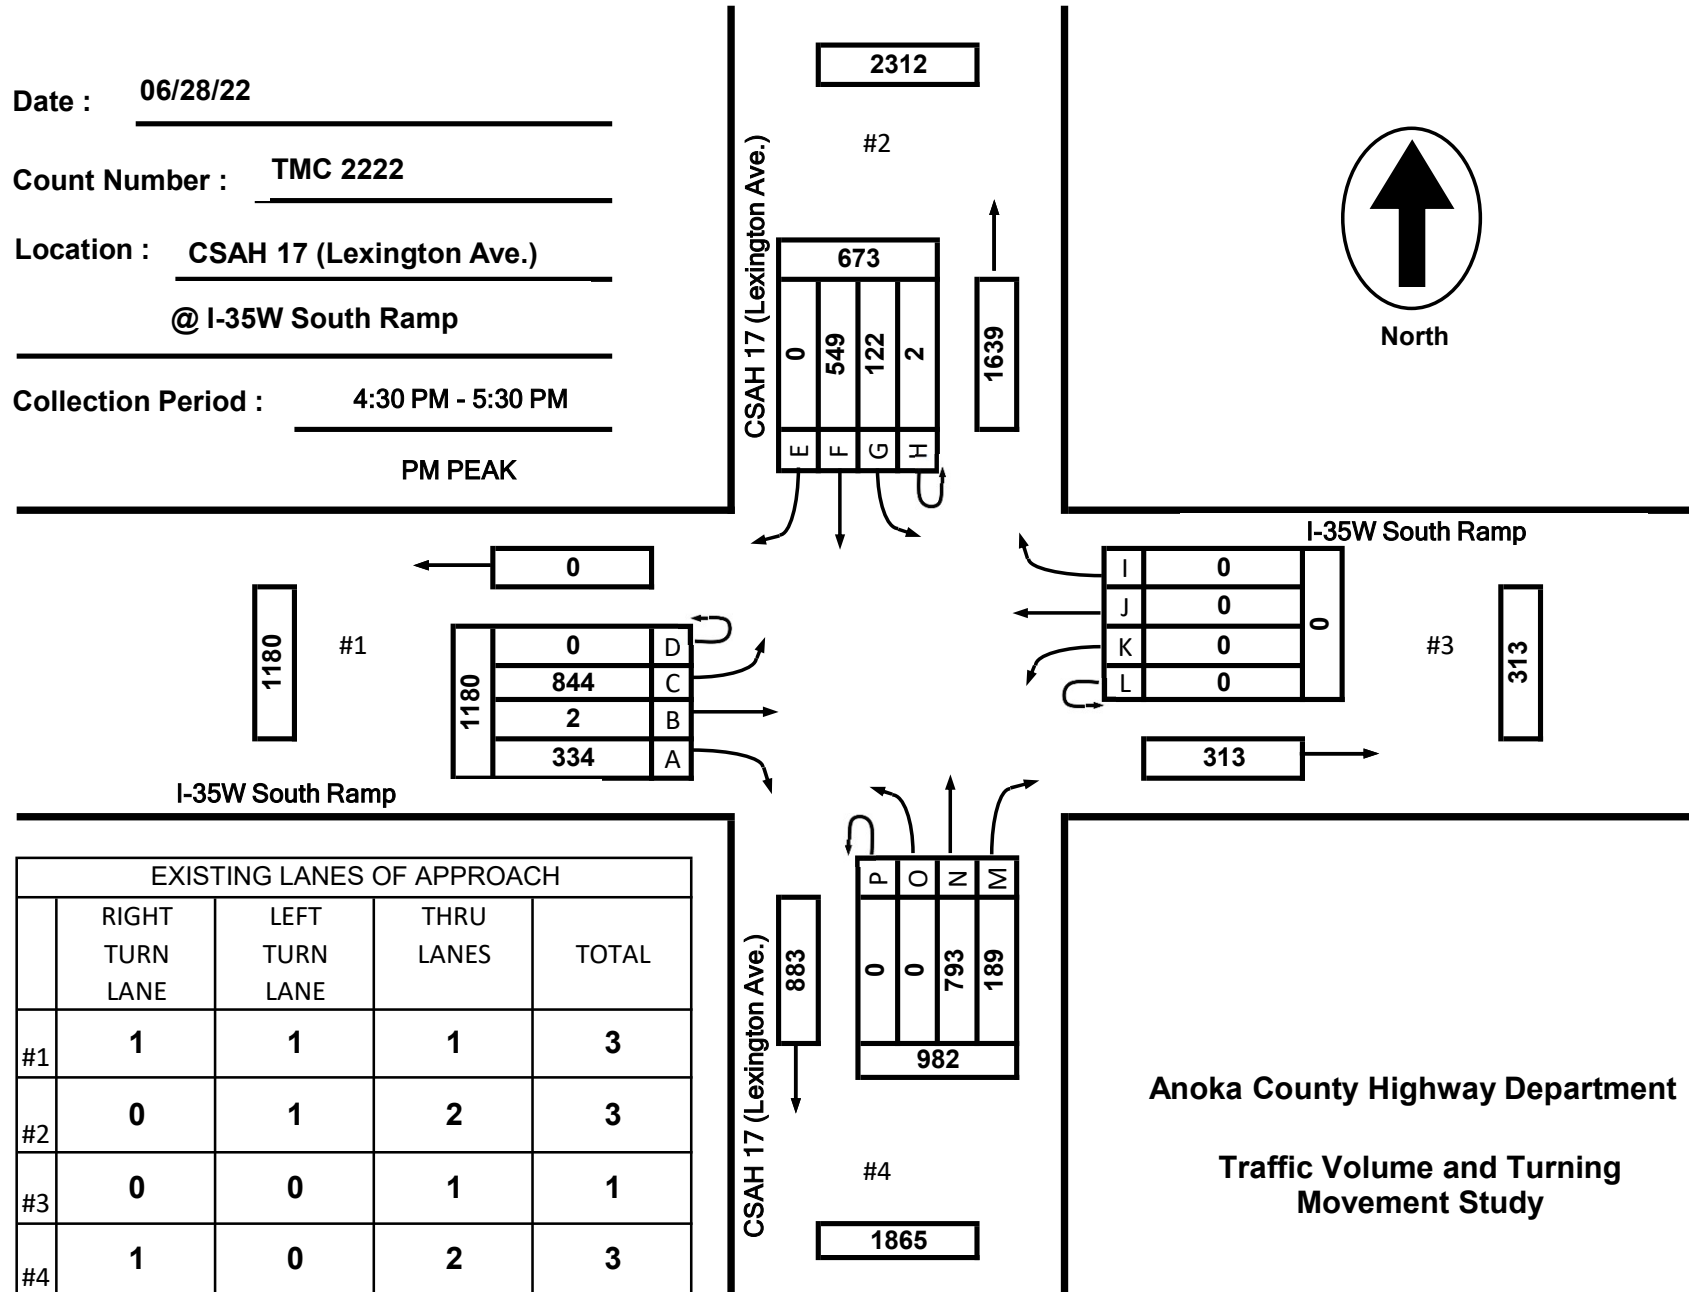 Date : 06/28/22
Count Number : TMC 2222
Location : CSAH 17 (Lexington Ave.)
@ I-35W South Ramp
Collection Period : 4:30 PM - 5:30 PM
PM PEAK
2312
#2
CSAH 17 (Lexington Ave.)
673
0 549 122 2
E F G H
1639
North
I-35W South Ramp
0
1180
#1
1180
0 D
844 C
2 B
334 A
I-35W South Ramp
I 0
J 0
K 0
L 0
0
#3
313
313
P O N M
0 0 793 189
982
883
CSAH 17 (Lexington Ave.)
#4
1865
EXISTING LANES OF APPROACH
RIGHT LEFT THRU
TURN TURN LANES TOTAL
LANE LANE
#1 1 1 1 3
#2 0 1 2 3
#3 0 0 1 1
#4 1 0 2 3
Anoka County Highway Department
Traffic Volume and Turning
Movement Study